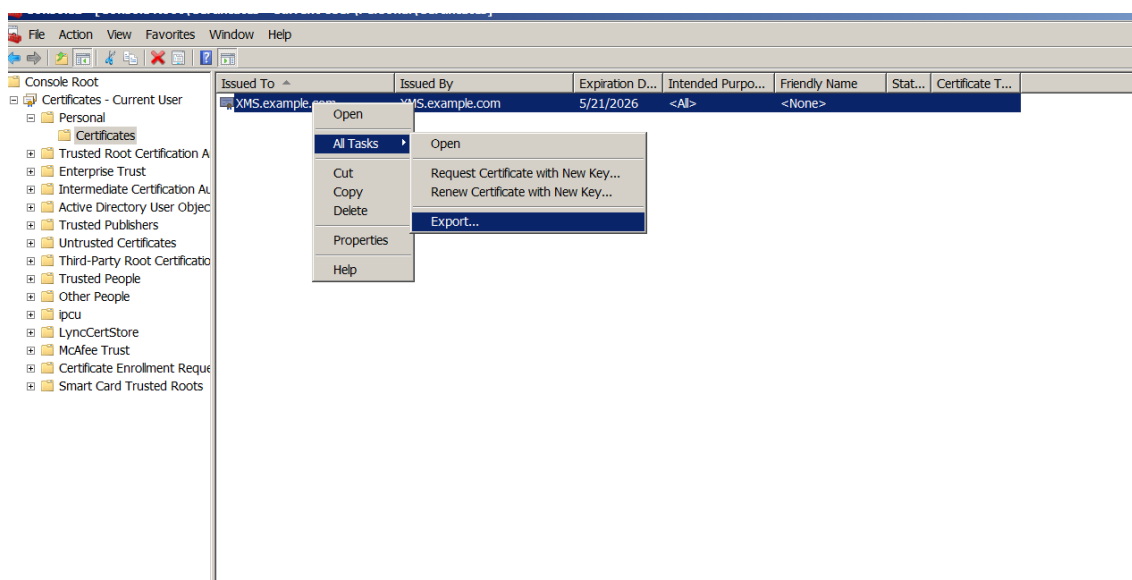 File Action View Favorites Window Help
Console Root
Certificates - Current User
Personal
Certificates
Trusted Root Certification A
Enterprise Trust
Intermediate Certification Au
Active Directory User Objec
Trusted Publishers
Untrusted Certificates
Third-Party Root Certificatio
Trusted People
Other People
ipcu
LyncCertStore
McAfee Trust
Certificate Enrollment Reque
Smart Card Trusted Roots
Issued To Issued By Expiration D... Intended Purpo... Friendly Name Stat... Certificate T...
XMS.example.com XMS.example.com 5/21/2026 <All> <None>
Open
All Tasks
Cut
Copy
Delete
Properties
Help
Open
Request Certificate with New Key...
Renew Certificate with New Key...
Export...